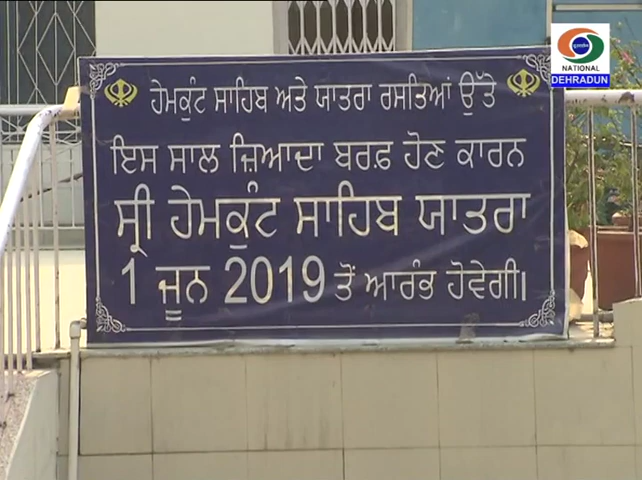 ਹੇਮਕੁੰਟ ਸਾਹਿਬ ਅਤੇ ਯਾਤਰਾ ਰਸਤਿਆਂ ਉੱਤੇ
ਇਸ ਸਾਲ ਜ਼ਿਆਦਾ ਬਰਫ਼ ਹੋਣ ਕਾਰਨ
ਸ੍ਰੀ ਹੇਮਕੁੰਟ ਸਾਹਿਬ ਯਾਤਰਾ
1 ਜੂਨ 2019 ਤੋਂ ਆਰੰਭ ਹੋਵੇਗੀ।
NATIONAL
DEHRADUN